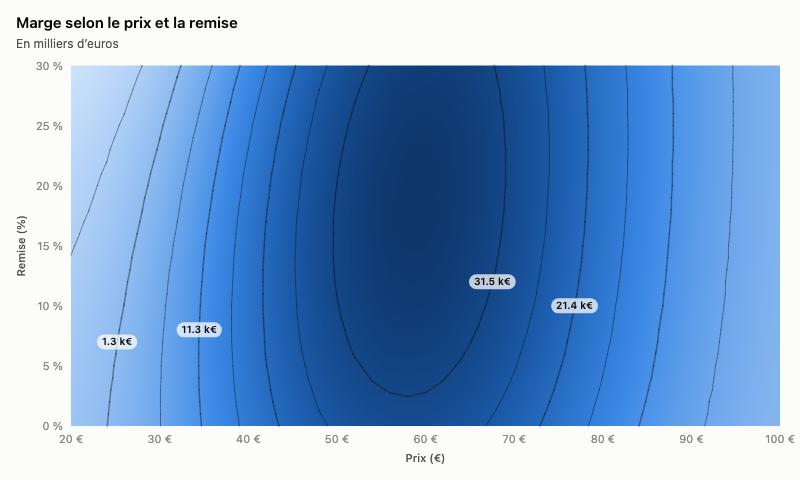 Marge selon le prix et la remise
En milliers d’euros
30 %
25 %
20 %
15 %
10 %
5 %
0 %
Remise (%)
31.5 k€
21.4 k€
11.3 k€
1.3 k€
20 €
30 €
40 €
50 €
60 €
70 €
80 €
90 €
100 €
Prix (€)